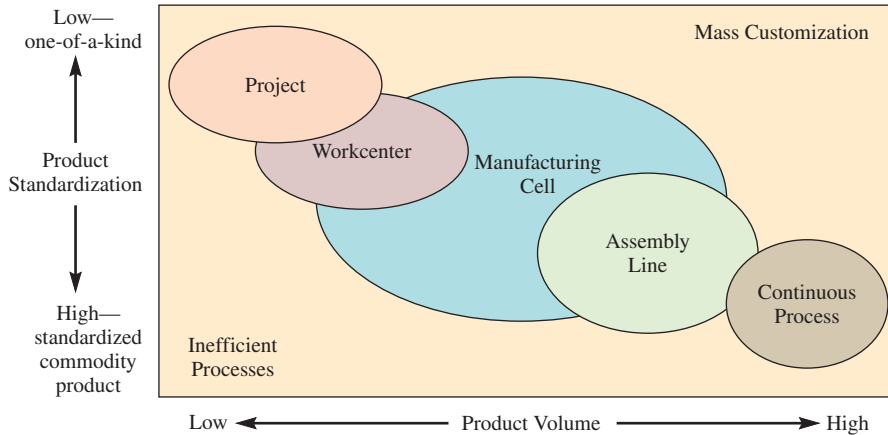 Low—
one-of-a-kind
Product
Standardization
High—
standardized
commodity
product
Mass Customization
Project
Workcenter
Manufacturing
Cell
Assembly
Line
Continuous
Process
Inefficient
Processes
Low
Product Volume
High